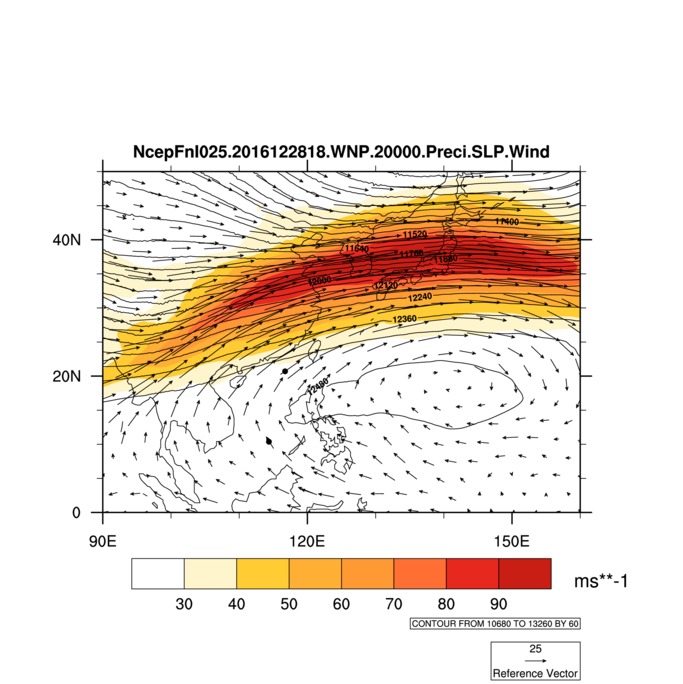 NcepFnl025.2016122818.WNP.20000.Preci.SLP.Wind
11400
11520
40N
11640
11760
11880
12000
12120
12240
12360
20N
12480
0
90E 120E 150E
ms**-1
30 40 50 60 70 80 90
CONTOUR FROM 10680 TO 13260 BY 60
25
Reference Vector